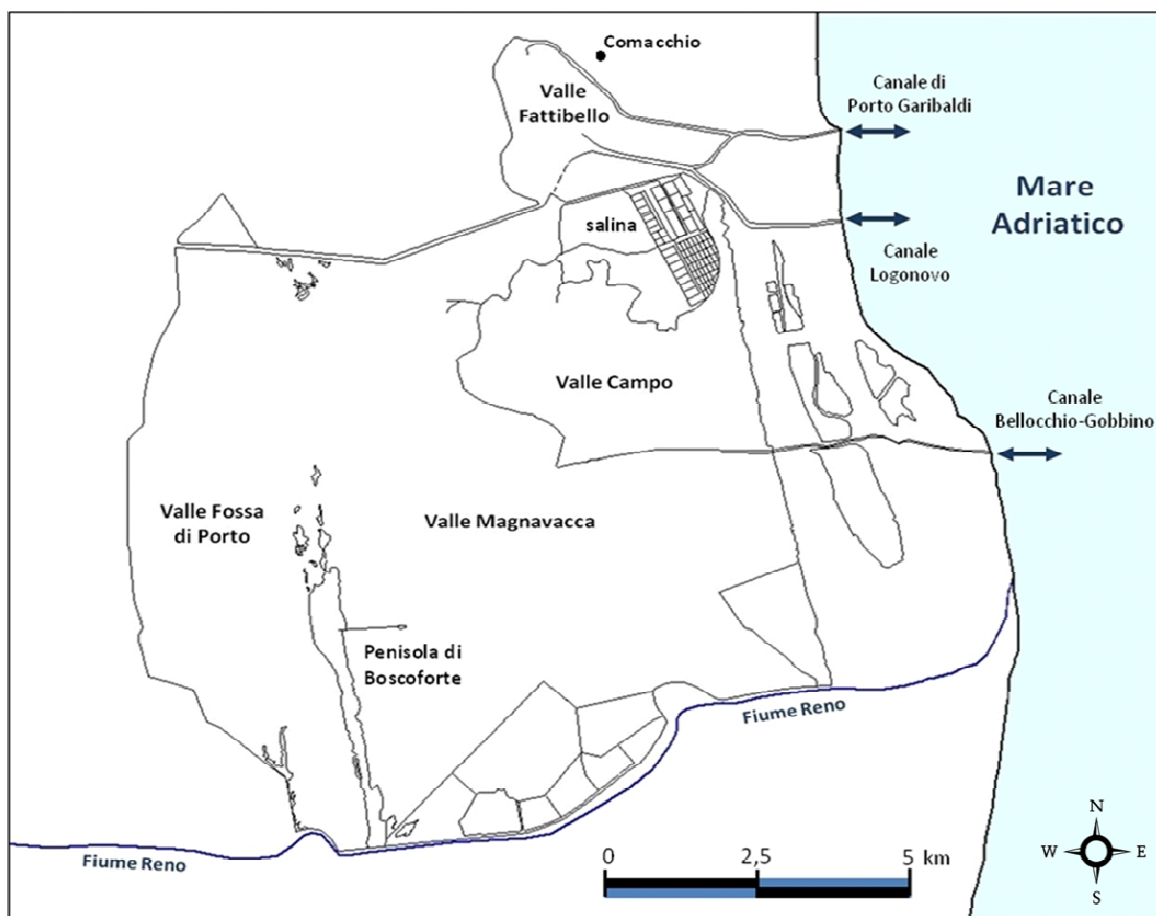 Comacchio
Valle
Fattibello
Canale di
Porto Garibaldi
Mare
Adriatico
salina
Canale
Logonovo
Valle Campo
Canale
Bellocchio-Gobbino
Valle Fossa
di Porto
Valle Magnavacca
Penisola di
Boscoforte
Fiume Reno
Fiume Reno
0 2,5 5 km
N
W E
S